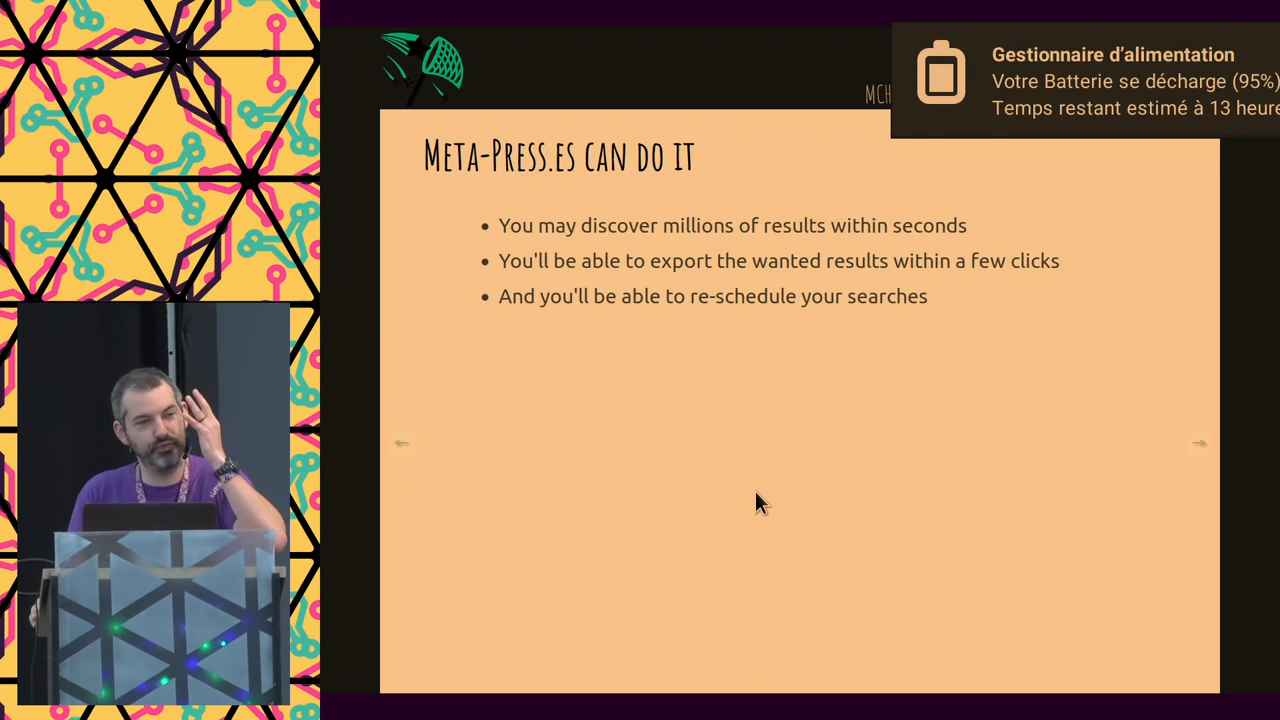 MCH
Gestionnaire d’alimentation
Votre Batterie se décharge (95%)
Temps restant estimé à 13 heure
Meta-Press.es can do it
• You may discover millions of results within seconds
• You'll be able to export the wanted results within a few clicks
• And you'll be able to re-schedule your searches